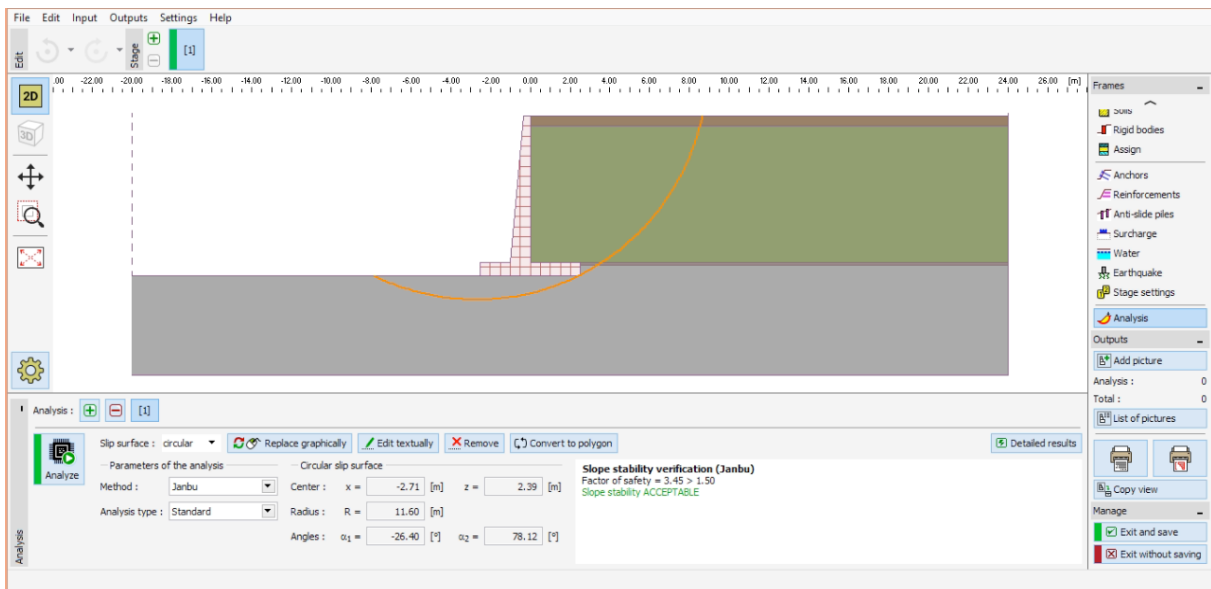 File Edit Input Outputs Settings Help
Edit
Stage
[1]
.00 -22.00 -20.00 -18.00 -16.00 -14.00 -12.00 -10.00 -8.00 -6.00 -4.00 -2.00 0.00 2.00 4.00 6.00 8.00 10.00 12.00 14.00 16.00 18.00 20.00 22.00 24.00 26.00 [m]
2D
3D
Frames
Soils
Rigid bodies
Assign
Anchors
Reinforcements
Anti-slide piles
Surcharge
Water
Earthquake
Stage settings
Analysis
Outputs
Add picture
Analysis : 0
Total : 0
List of pictures
Copy view
Manage
Exit and save
Exit without saving
Analysis : [1]
Analysis
Analyze
Slip surface : circular Replace graphically Edit textually Remove Convert to polygon Detailed results
Parameters of the analysis
Method : Janbu
Analysis type : Standard
Circular slip surface
Center : x = -2.71 [m] z = 2.39 [m]
Radius : R = 11.60 [m]
Angles : α1 = -26.40 [°] α2 = 78.12 [°]
Slope stability verification (Janbu)
Factor of safety = 3.45 > 1.50
Slope stability ACCEPTABLE